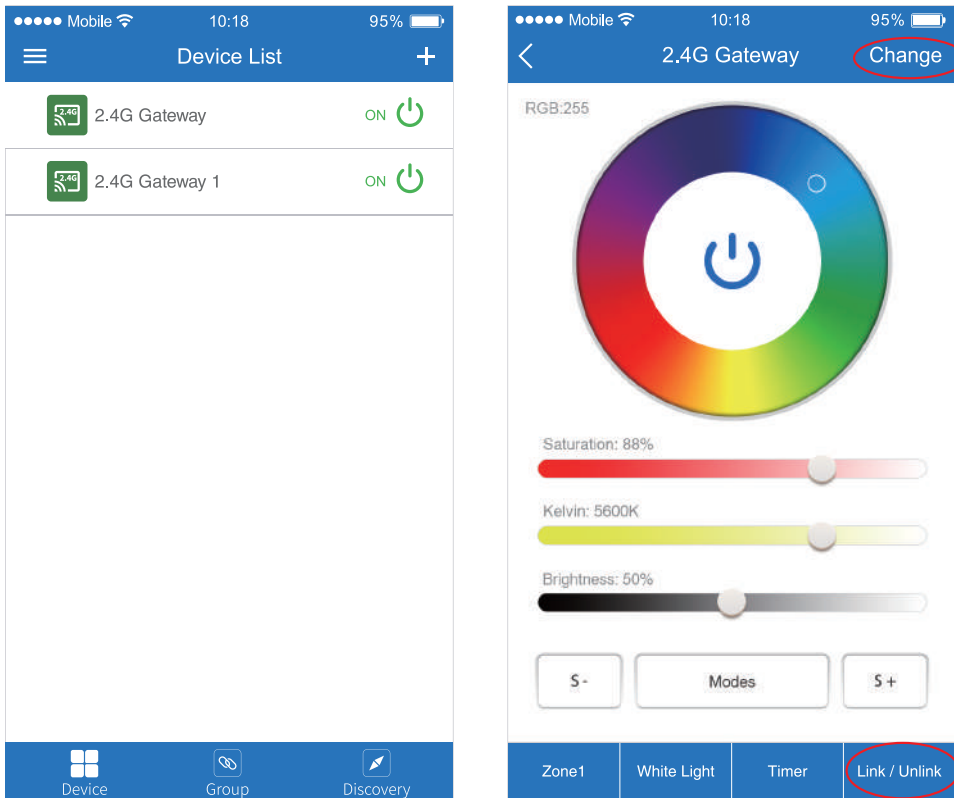 Mobile 10:18 95%
Device List +
2.4G 2.4G Gateway ON
2.4G 2.4G Gateway 1 ON
Device Group Discovery
Mobile 10:18 95%
2.4G Gateway Change
RGB:255
Saturation: 88%
Kelvin: 5600K
Brightness: 50%
S - Modes S +
Zone1 White Light Timer Link / Unlink